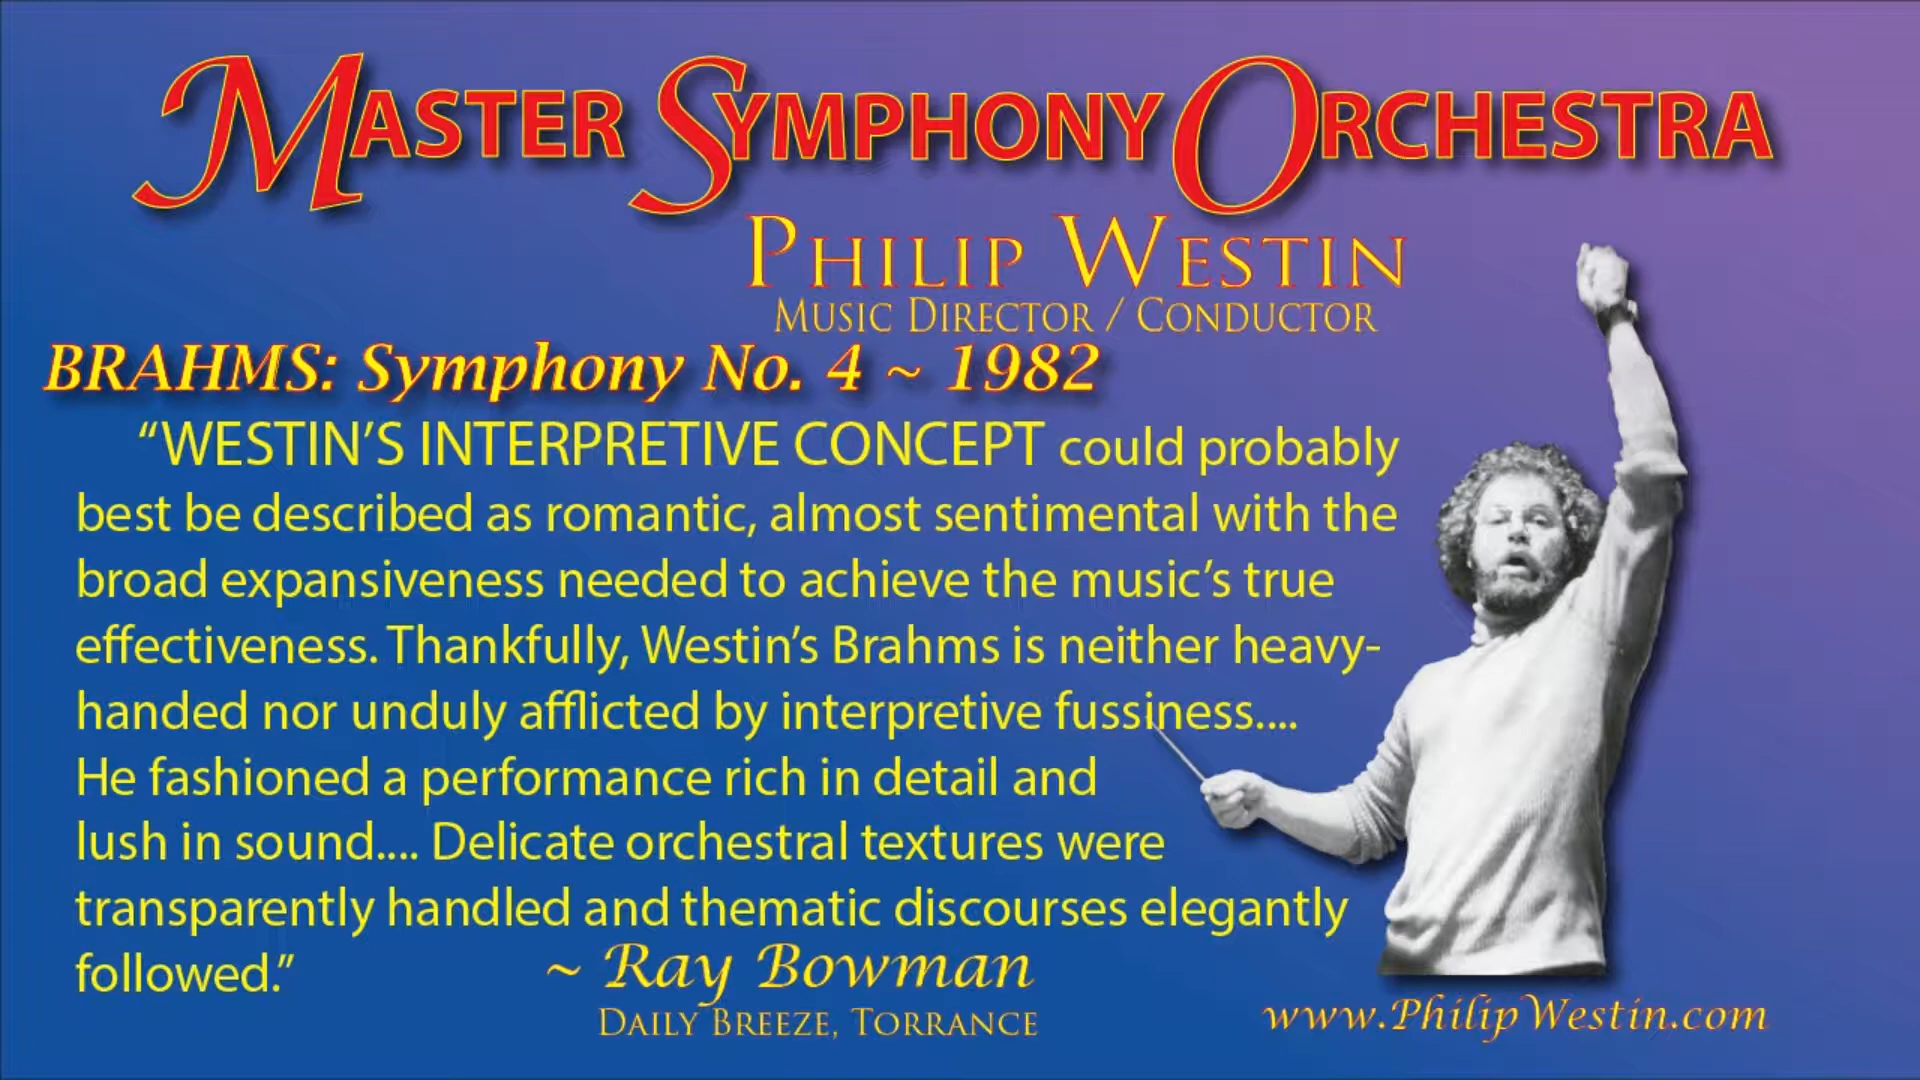 MASTER SYMPHONY ORCHESTRA
PHILIP WESTIN
MUSIC DIRECTOR / CONDUCTOR
BRAHMS: Symphony No. 4 ~ 1982
“WESTIN’S INTERPRETIVE CONCEPT could probably
best be described as romantic, almost sentimental with the
broad expansiveness needed to achieve the music’s true
effectiveness. Thankfully, Westin’s Brahms is neither heavy-
handed nor unduly afflicted by interpretive fussiness....
He fashioned a performance rich in detail and
lush in sound.... Delicate orchestral textures were
transparently handled and thematic discourses elegantly
followed.”
~ Ray Bowman
DAILY BREEZE, TORRANCE
www.PhilipWestin.com